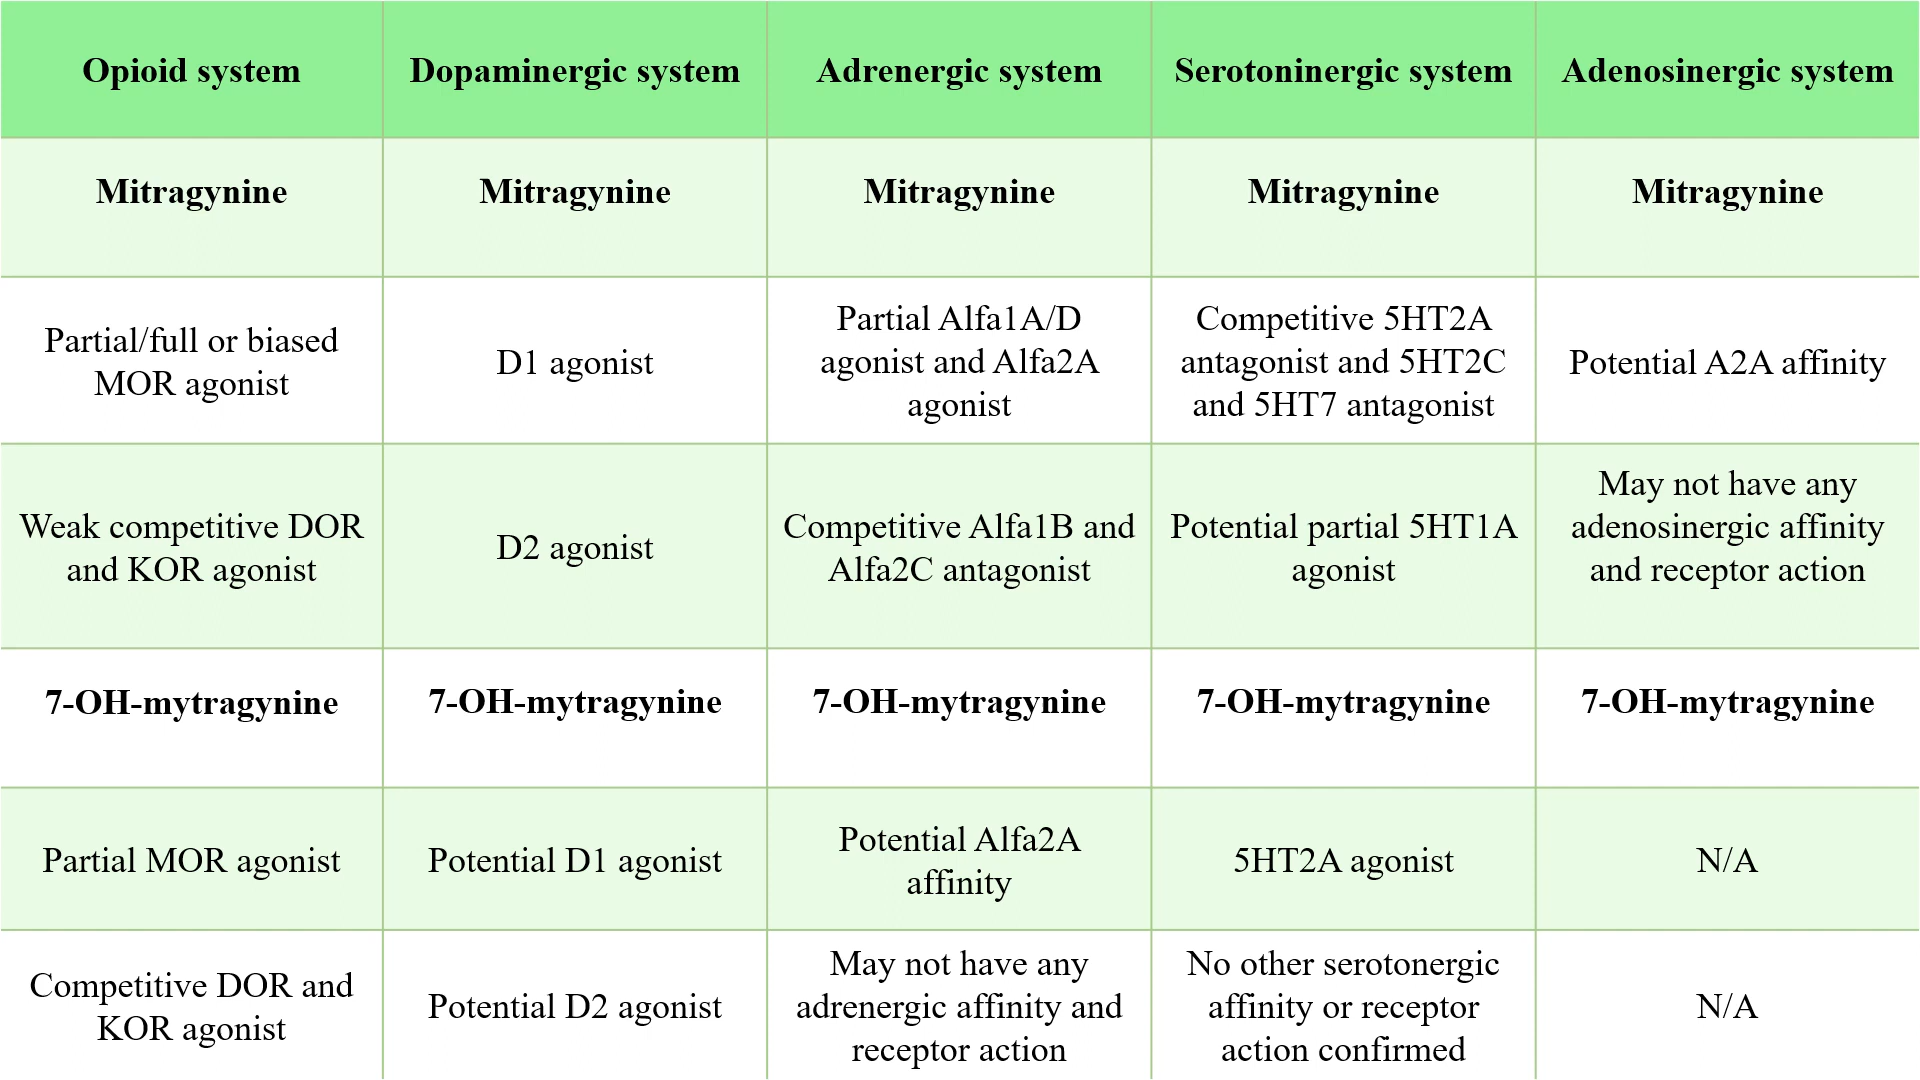 Opioid system
Dopaminergic system
Adrenergic system
Serotoninergic system
Adenosinergic system
Mitragynine
Mitragynine
Mitragynine
Mitragynine
Mitragynine
Partial/full or biased
MOR agonist
D1 agonist
Partial Alfa1A/D
agonist and Alfa2A
agonist
Competitive 5HT2A
antagonist and 5HT2C
and 5HT7 antagonist
Potential A2A affinity
Weak competitive DOR
and KOR agonist
D2 agonist
Competitive Alfa1B and
Alfa2C antagonist
Potential partial 5HT1A
agonist
May not have any
adenosinergic affinity
and receptor action
7-OH-mytragynine
7-OH-mytragynine
7-OH-mytragynine
7-OH-mytragynine
7-OH-mytragynine
Partial MOR agonist
Potential D1 agonist
Potential Alfa2A
affinity
5HT2A agonist
N/A
Competitive DOR and
KOR agonist
Potential D2 agonist
May not have any
adrenergic affinity and
receptor action
No other serotonergic
affinity or receptor
action confirmed
N/A